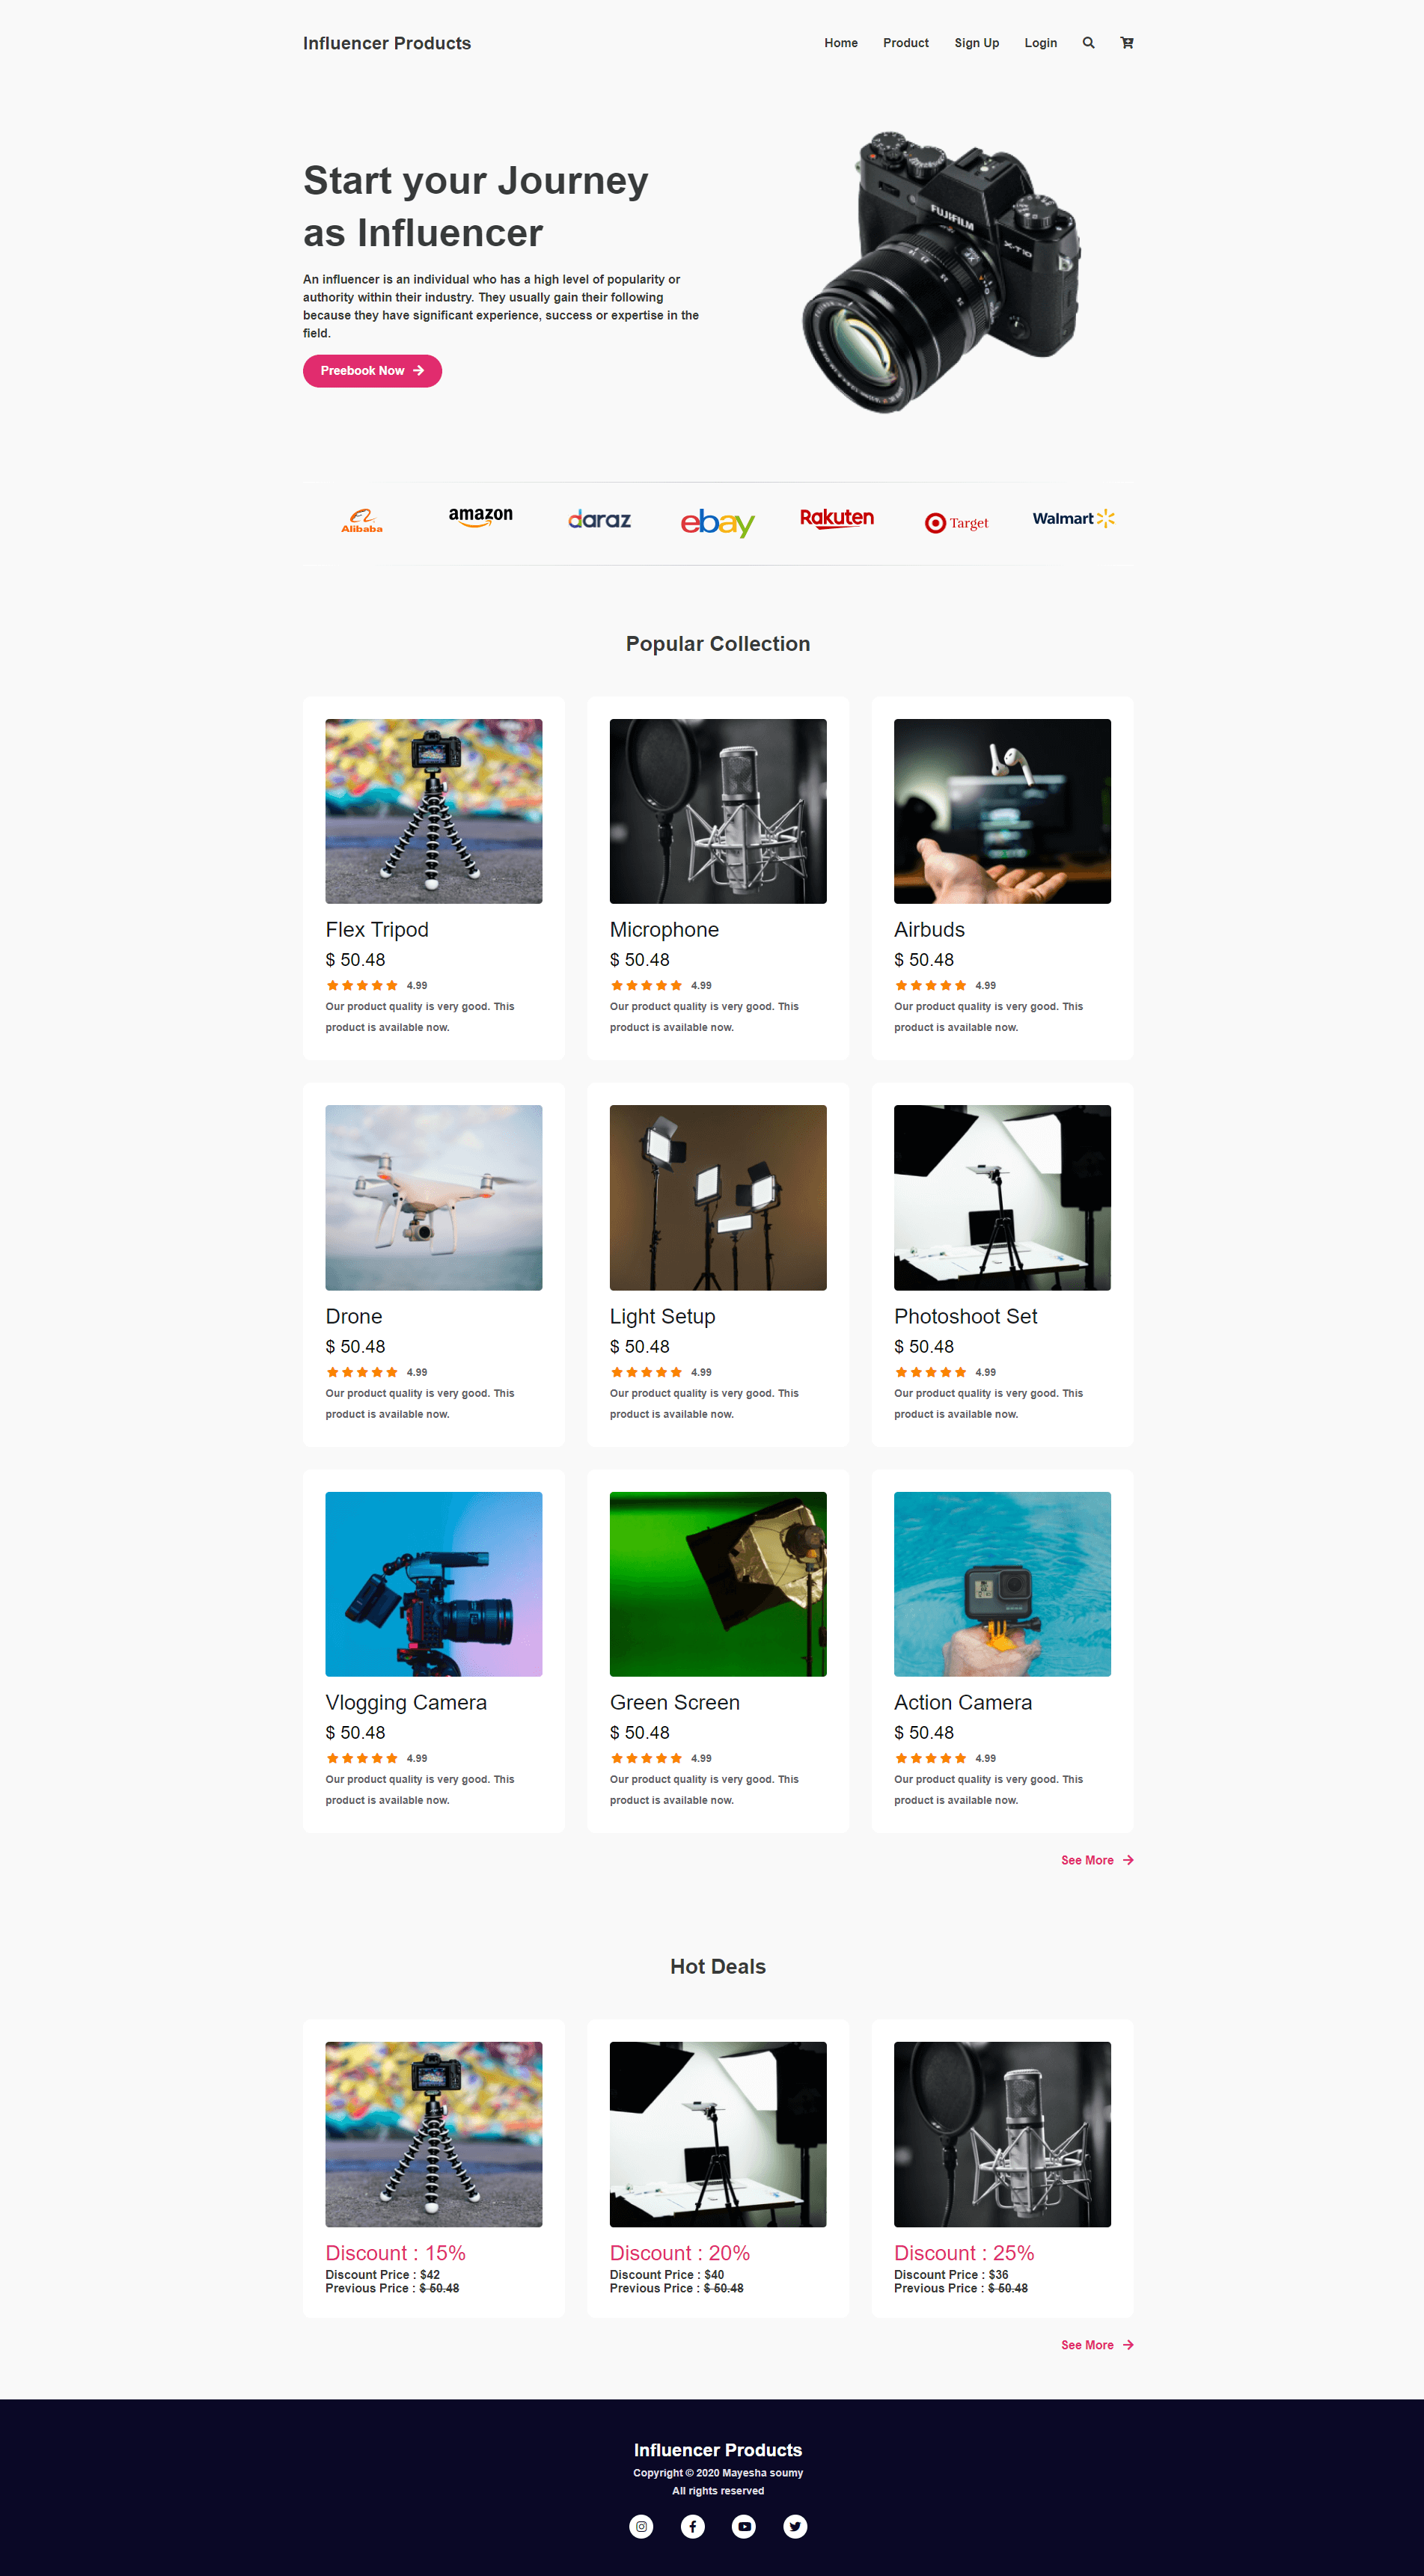 Influencer Products
Home Product Sign Up Login
Start your Journey
as Influencer
FUJIFILM
X-T10
An influencer is an individual who has a high level of popularity or
authority within their industry. They usually gain their following
because they have significant experience, success or expertise in the
field.
Preebook Now
Alibaba amazon daraz ebay Rakuten Target Walmart
Popular Collection
Flex Tripod
$ 50.48
4.99
Our product quality is very good. This
product is available now.
Microphone
$ 50.48
4.99
Our product quality is very good. This
product is available now.
Airbuds
$ 50.48
4.99
Our product quality is very good. This
product is available now.
Drone
$ 50.48
4.99
Our product quality is very good. This
product is available now.
Light Setup
$ 50.48
4.99
Our product quality is very good. This
product is available now.
Photoshoot Set
$ 50.48
4.99
Our product quality is very good. This
product is available now.
Vlogging Camera
$ 50.48
4.99
Our product quality is very good. This
product is available now.
Green Screen
$ 50.48
4.99
Our product quality is very good. This
product is available now.
Action Camera
$ 50.48
4.99
Our product quality is very good. This
product is available now.
See More
Hot Deals
Discount : 15%
Discount Price : $42
Previous Price : $ 50.48
Discount : 20%
Discount Price : $40
Previous Price : $ 50.48
Discount : 25%
Discount Price : $36
Previous Price : $ 50.48
See More
Influencer Products
Copyright © 2020 Mayesha soumy
All rights reserved